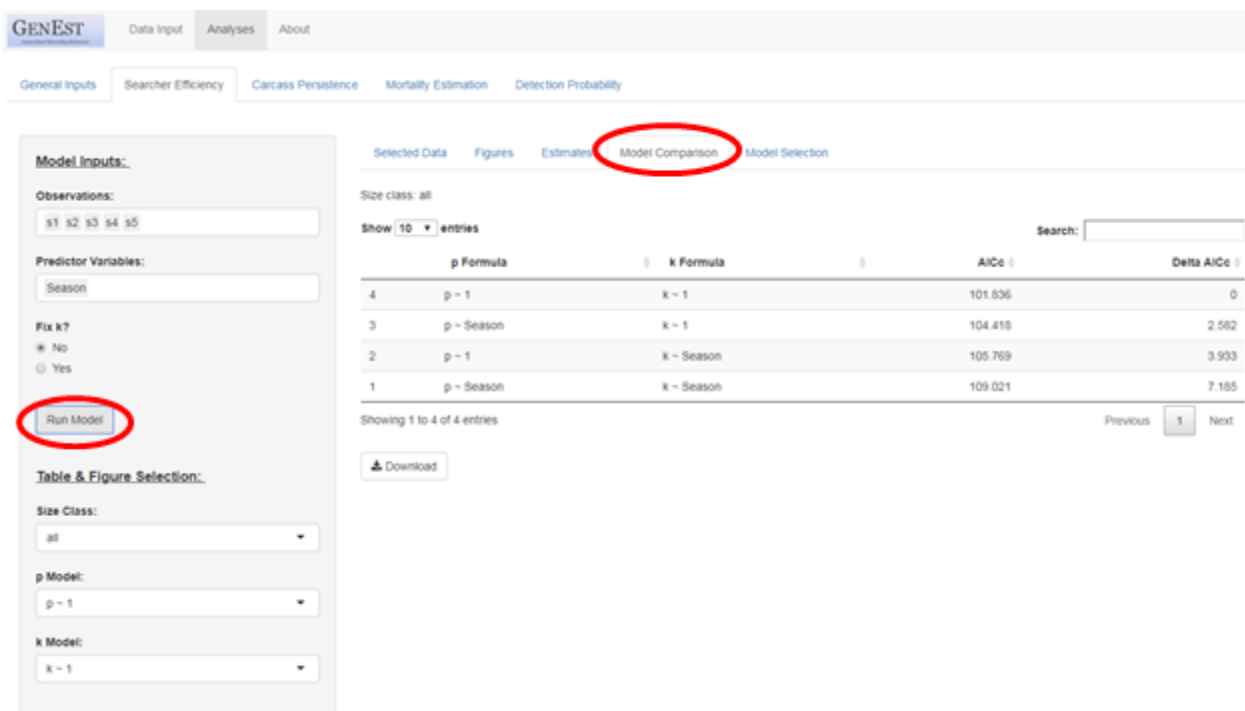 GENEST Data Input Analyses About
General Inputs Searcher Efficiency Carcass Persistence Mortality Estimation Detection Probability
Model Inputs:
Observations:
s1 s2 s3 s4 s5
Predictor Variables:
Season
Fix k?
No
Yes
Run Model
Table & Figure Selection:
Size Class:
all
p Model:
p ~ 1
k Model:
k ~ 1
Selected Data Figures Estimates Model Comparison Model Selection
Size class: all
Show 10 entries Search:
p Formula k Formula AICc Delta AICc
4 p ~ 1 k ~ 1 101.836 0
3 p ~ Season k ~ 1 104.418 2.582
2 p ~ 1 k ~ Season 105.769 3.933
1 p ~ Season k ~ Season 109.021 7.185
Showing 1 to 4 of 4 entries Previous 1 Next
Download